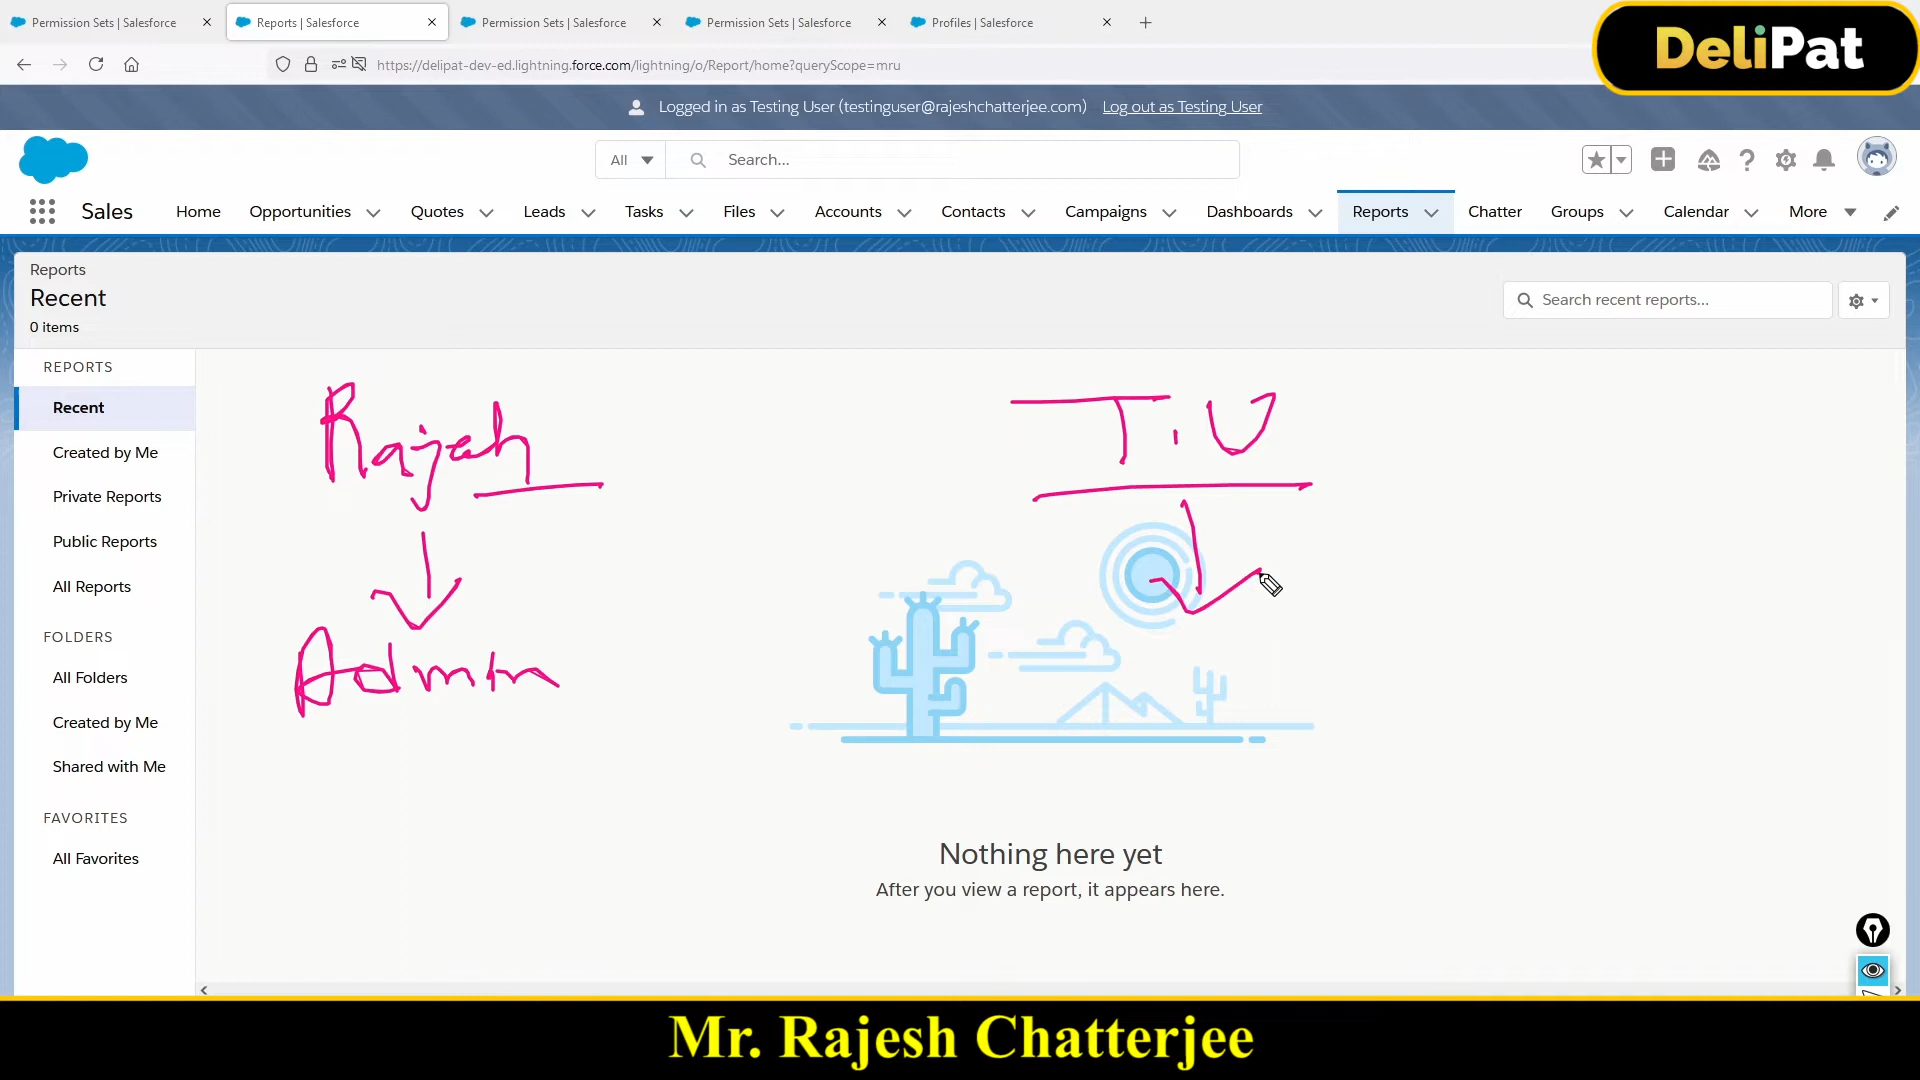 Permission Sets | Salesforce
Reports | Salesforce
Permission Sets | Salesforce
Permission Sets | Salesforce
Profiles | Salesforce
DeliPat
https://delipat-dev-ed.lightning.force.com/lightning/o/Report/home?queryScope=mru
Logged in as Testing User (testinguser@rajeshchatterjee.com) Log out as Testing User
All Search...
Sales Home Opportunities Quotes Leads Tasks Files Accounts Contacts Campaigns Dashboards Reports Chatter Groups Calendar More
Reports
Recent
0 items
Search recent reports...
REPORTS
Recent
Created by Me
Private Reports
Public Reports
All Reports
FOLDERS
All Folders
Created by Me
Shared with Me
FAVORITES
All Favorites
Rajesh
Admin
T.U
Nothing here yet
After you view a report, it appears here.
Mr. Rajesh Chatterjee